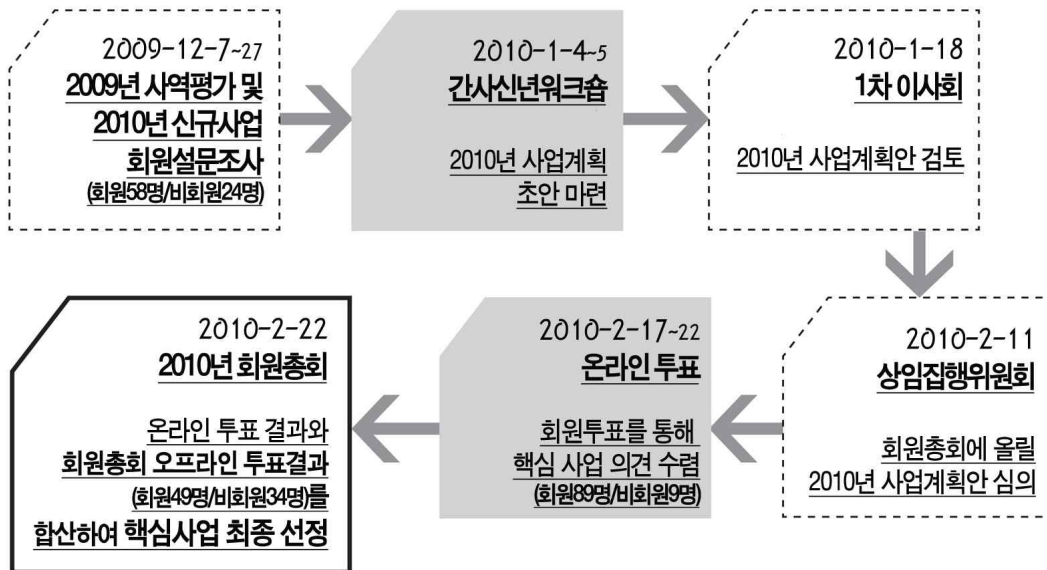 2009-12-7~27
2009년 사역평가 및
2010년 신규사업
회원설문조사
(회원58명/비회원24명)
2010-1-4~5
간사신년워크숍
2010년 사업계획
초안 마련
2010-1-18
1차 이사회
2010년 사업계획안 검토
2010-2-11
상임집행위원회
회원총회에 올릴
2010년 사업계획안 심의
2010-2-17~22
온라인 투표
회원투표를 통해
핵심 사업 의견 수렴
(회원89명/비회원9명)
2010-2-22
2010년 회원총회
온라인 투표 결과와
회원총회 오프라인 투표결과
(회원49명/비회원34명)를
합산하여 핵심사업 최종 선정